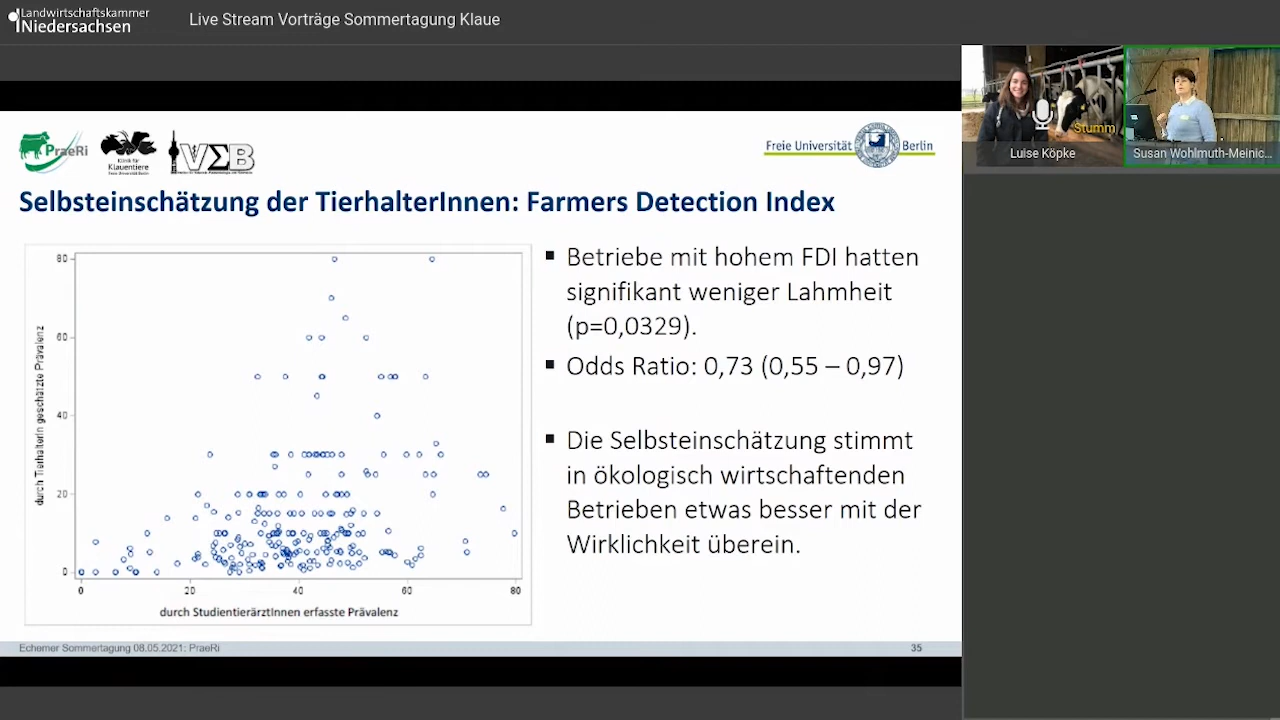 Landwirtschaftskammer
Niedersachsen
Live Stream Vorträge Sommertagung Klaue
Stumm
Luise Köpke
Susan Wohlmuth-Meinic...
PraeRi
Klinik für
Klauentiere
VΣB
Freie Universität Berlin
Selbsteinschätzung der TierhalterInnen: Farmers Detection Index
durch TierhalterIn geschätzte Prävalenz
80
60
40
20
0
0 20 40 60 80
durch StudientierärztInnen erfasste Prävalenz
▪ Betriebe mit hohem FDI hatten
signifikant weniger Lahmheit
(p=0,0329).
▪ Odds Ratio: 0,73 (0,55 – 0,97)
▪ Die Selbsteinschätzung stimmt
in ökologisch wirtschaftenden
Betrieben etwas besser mit der
Wirklichkeit überein.
Echemer Sommertagung 08.05.2021: PraeRi
35